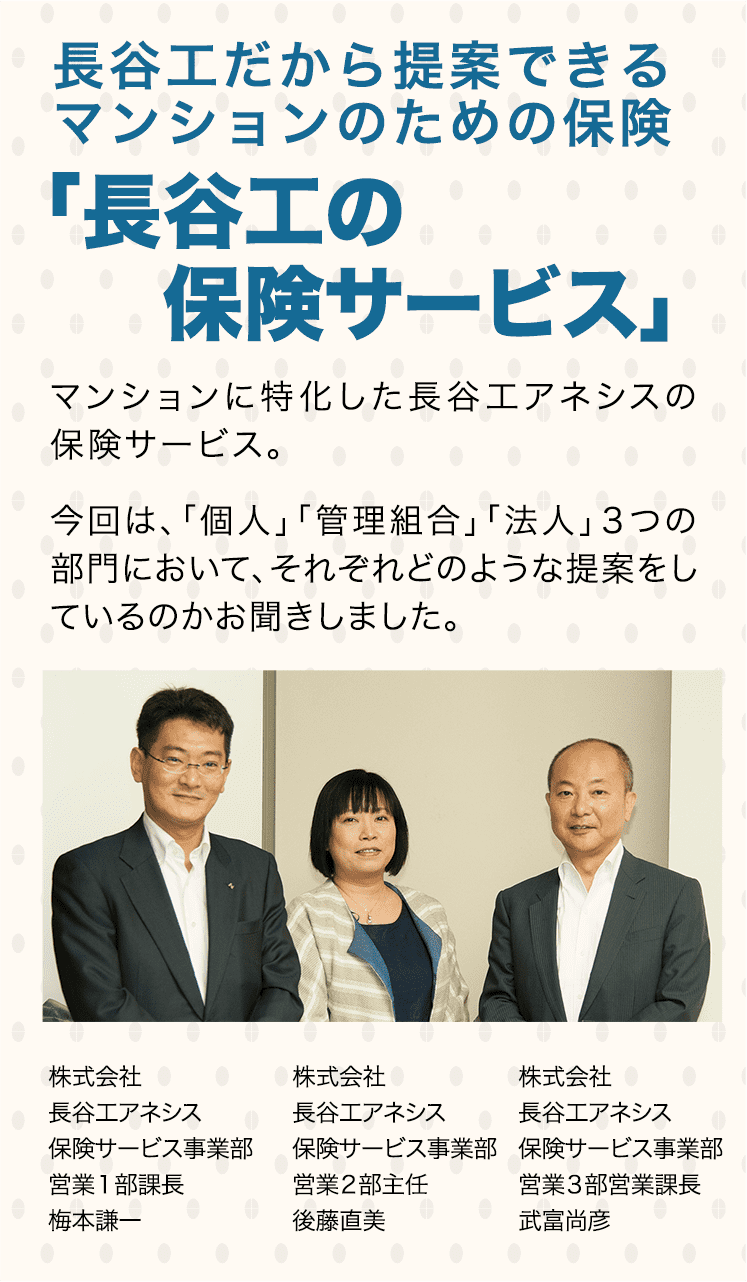 長谷工だから提案できる
マンションのための保険
「長谷工の
保険サービス」
マンションに特化した長谷工アネシスの
保険サービス。
今回は、「個人」「管理組合」「法人」3つの
部門において、それぞれどのような提案をし
ているのかお聞きしました。
株式会社
長谷工アネシス
保険サービス事業部
営業1部課長
梅本謙一
株式会社
長谷工アネシス
保険サービス事業部
営業2部主任
後藤直美
株式会社
長谷工アネシス
保険サービス事業部
営業3部営業課長
武富尚彦